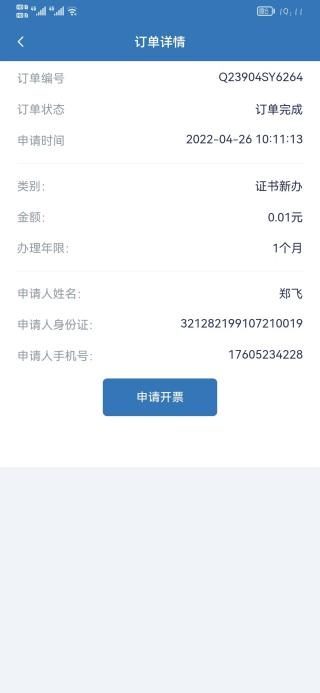 10:11
订单详情
订单编号 Q23904SY6264
订单状态 订单完成
申请时间 2022-04-26 10:11:13
类别: 证书新办
金额: 0.01元
办理年限: 1个月
申请人姓名: 郑飞
申请人身份证: 321282199107210019
申请人手机号: 17605234228
申请开票